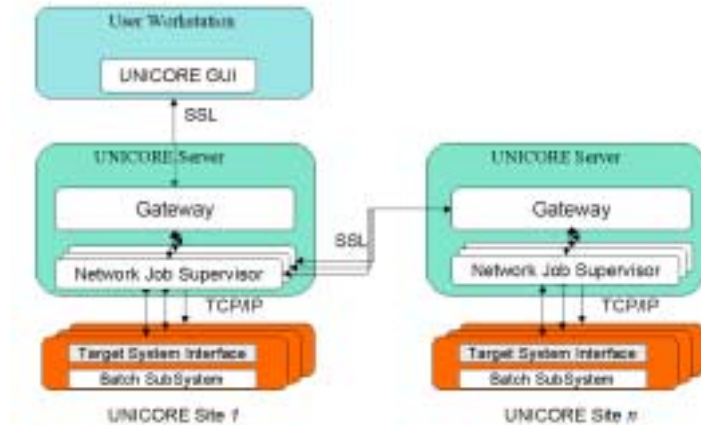 User Workstation
UNICORE GUI
SSL
UNICORE Server
Gateway
Network Job Supervisor
TCP/IP
Target System Interface
Batch SubSystem
UNICORE Site 1
SSL
UNICORE Server
Gateway
Network Job Supervisor
TCP/IP
Target System Interface
Batch SubSystem
UNICORE Site n